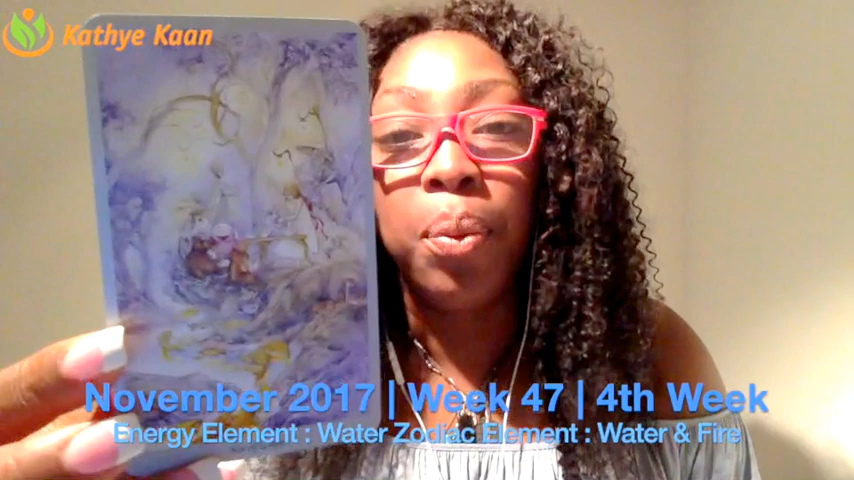 Kathye Kaan
November 2017 | Week 47 | 4th Week
Energy Element : Water Zodiac Element : Water & Fire